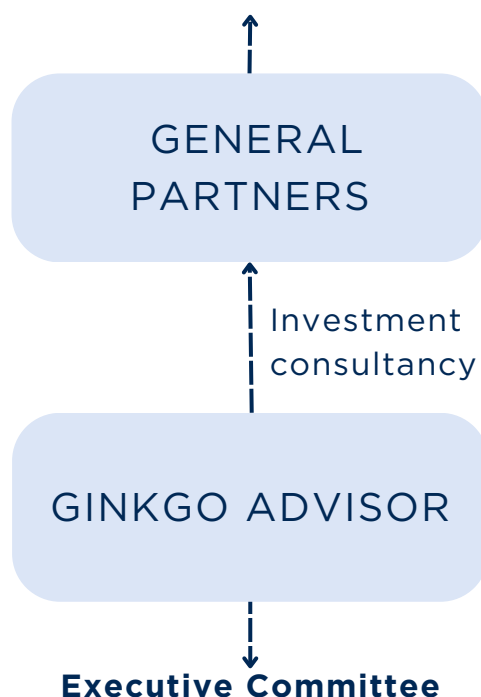 GENERAL
PARTNERS
Investment
consultancy
GINKGO ADVISOR
Executive Committee